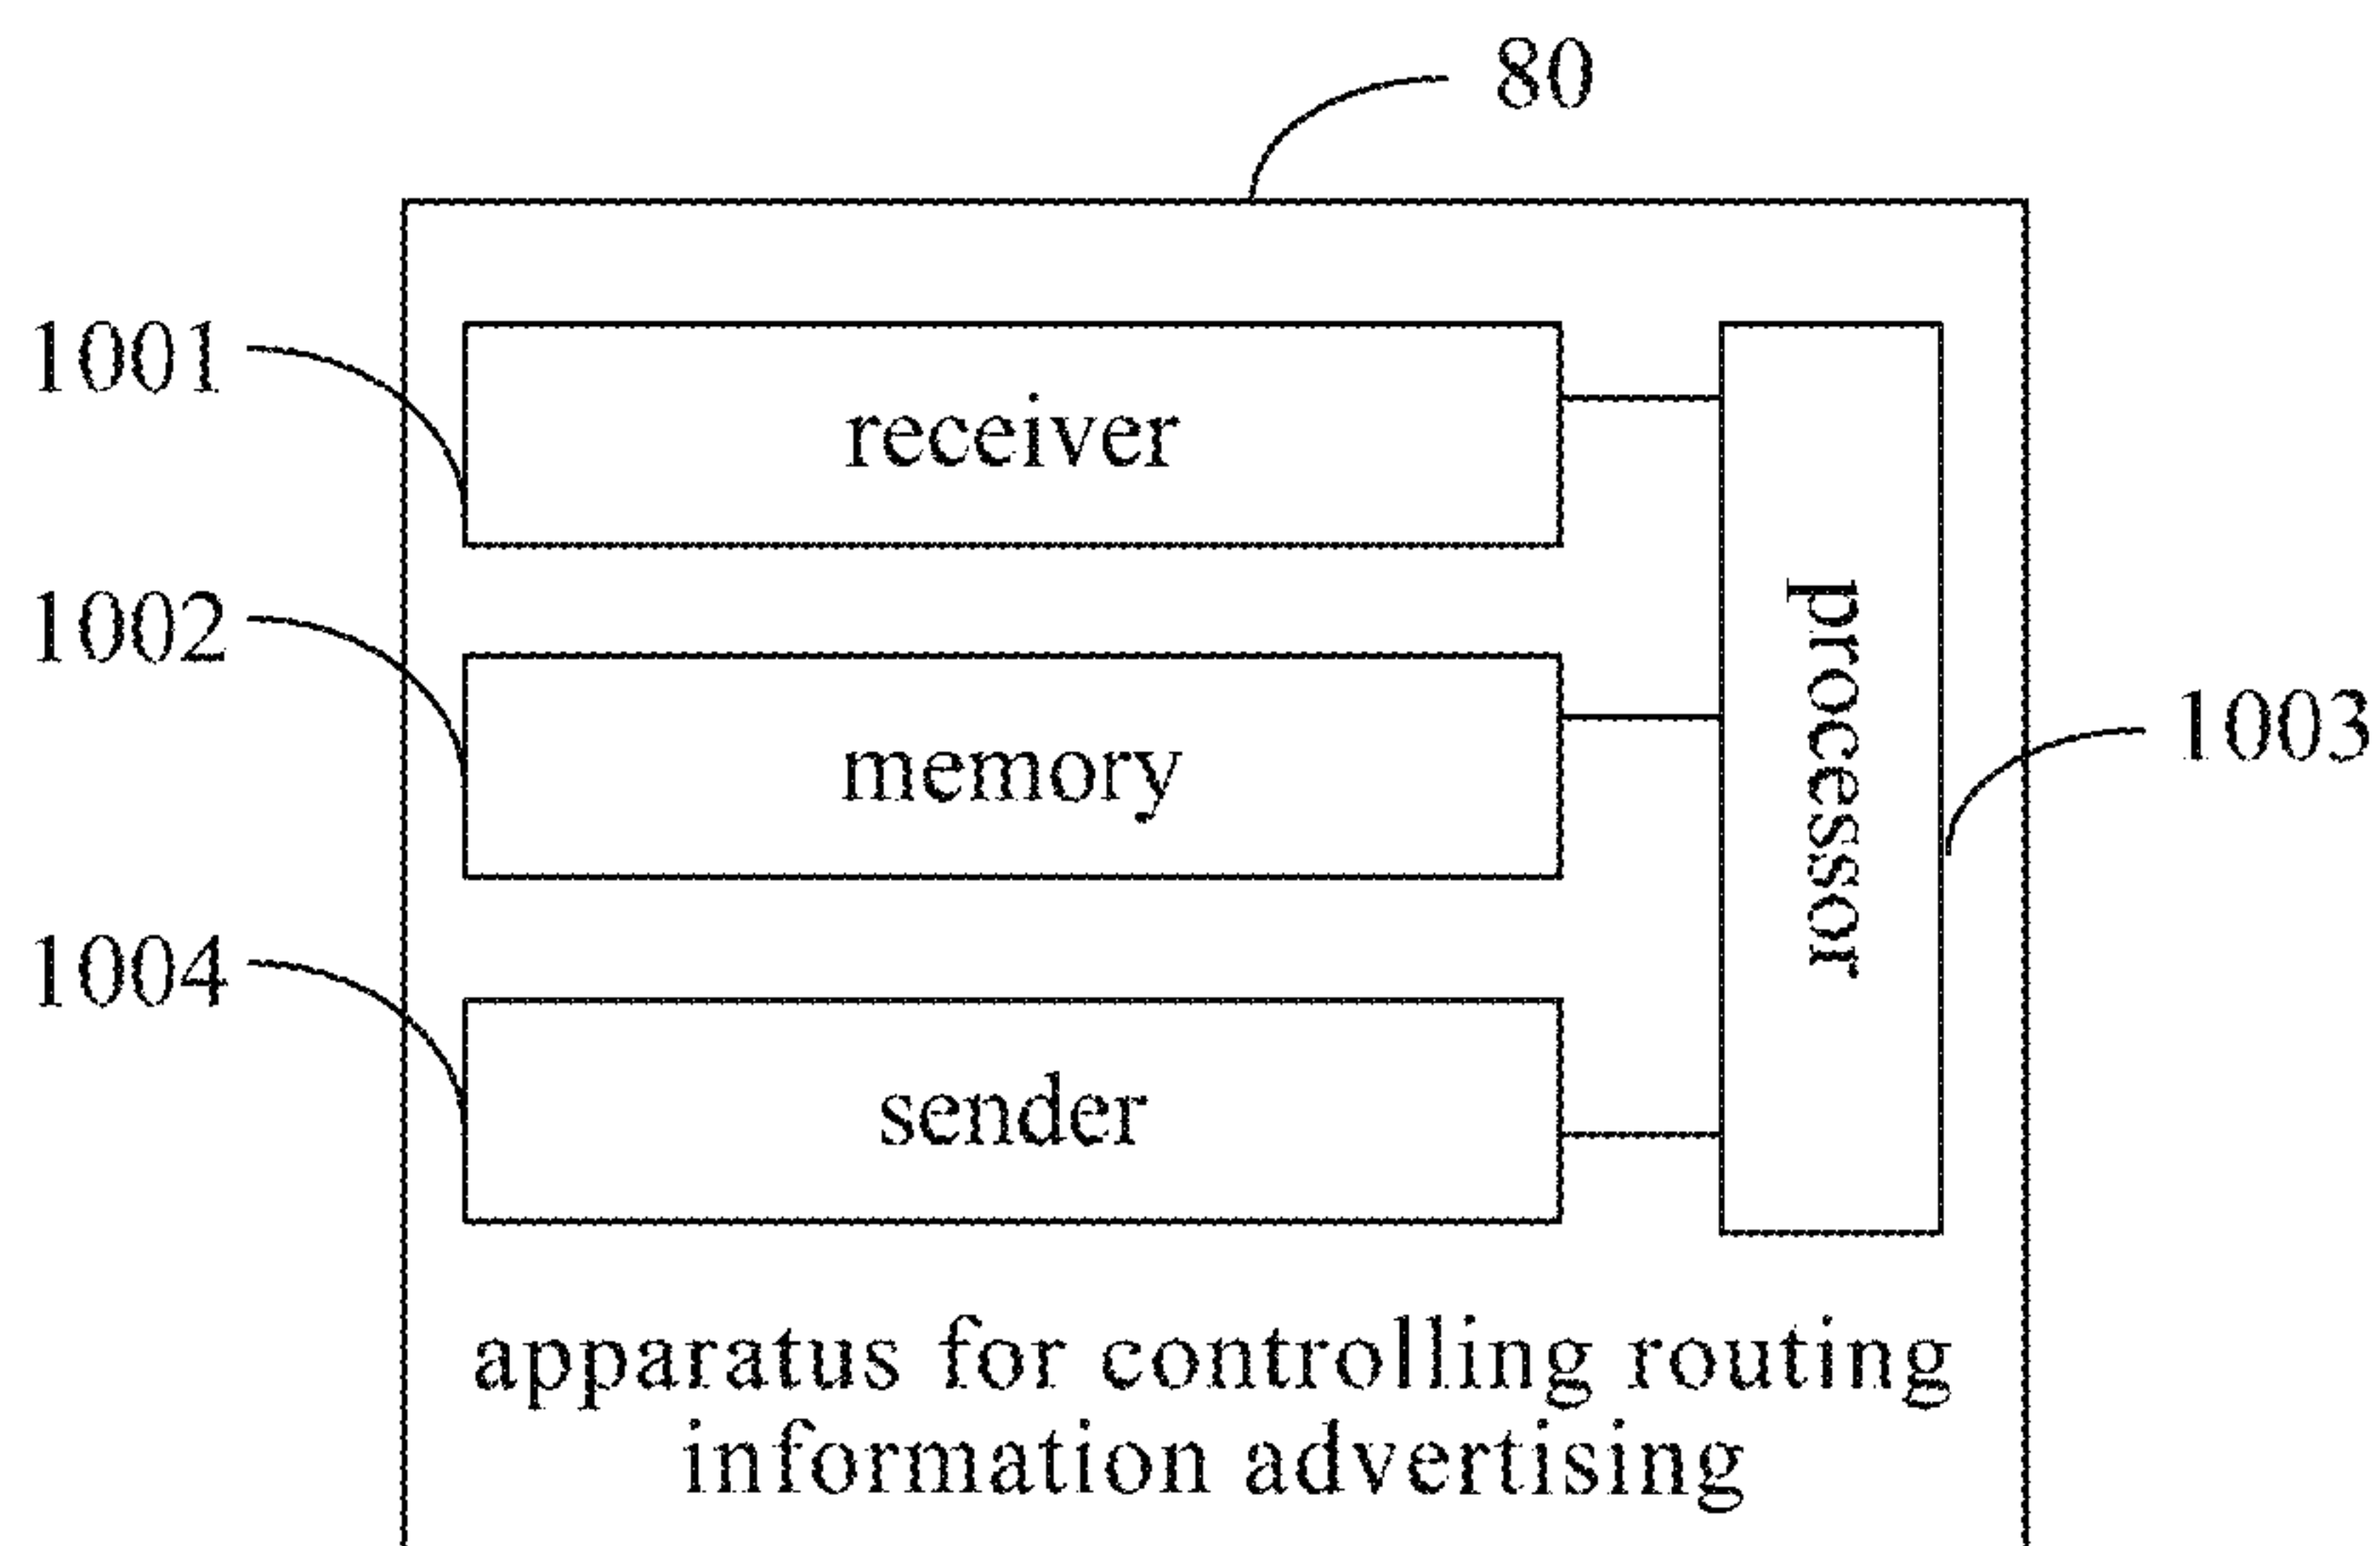 80
1001
receiver
1002
memory
processor
1003
1004
sender
apparatus for controlling routing
information advertising